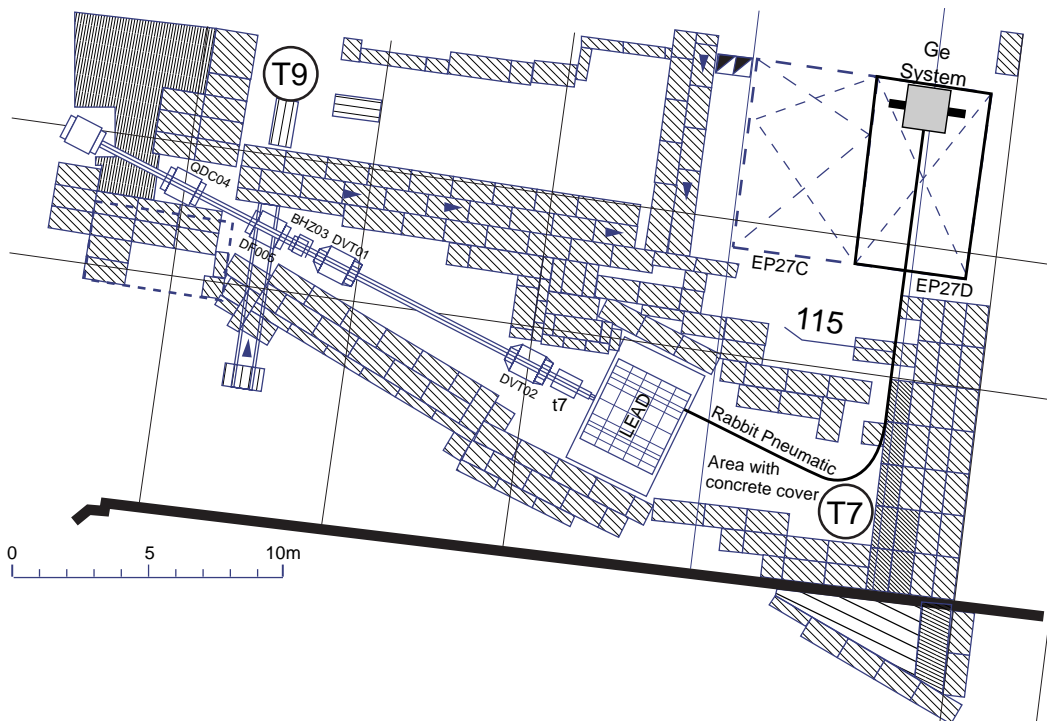 Ge
System
T9
QDC04
BHZ03
DVT01
DF005
EP27C
EP27D
115
DVT02
t7
LEAD
Rabbit Pneumatic
Area with
concrete cover
T7
0
5
10m